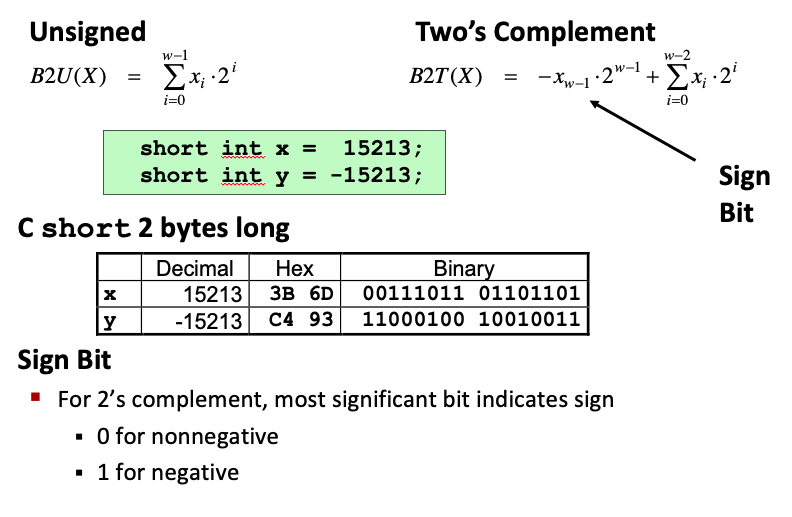 Unsigned
Two's Complement
B2U(X) = \sum_{i=0}^{w-1} x_i \cdot 2^i
B2T(X) = -x_{w-1} \cdot 2^{w-1} + \sum_{i=0}^{w-2} x_i \cdot 2^i
short int x = 15213;
short int y = -15213;
Sign
Bit
C short 2 bytes long
Decimal Hex Binary
x 15213 3B 6D 00111011 01101101
y -15213 C4 93 11000100 10010011
Sign Bit
▪ For 2's complement, most significant bit indicates sign
▪ 0 for nonnegative
▪ 1 for negative